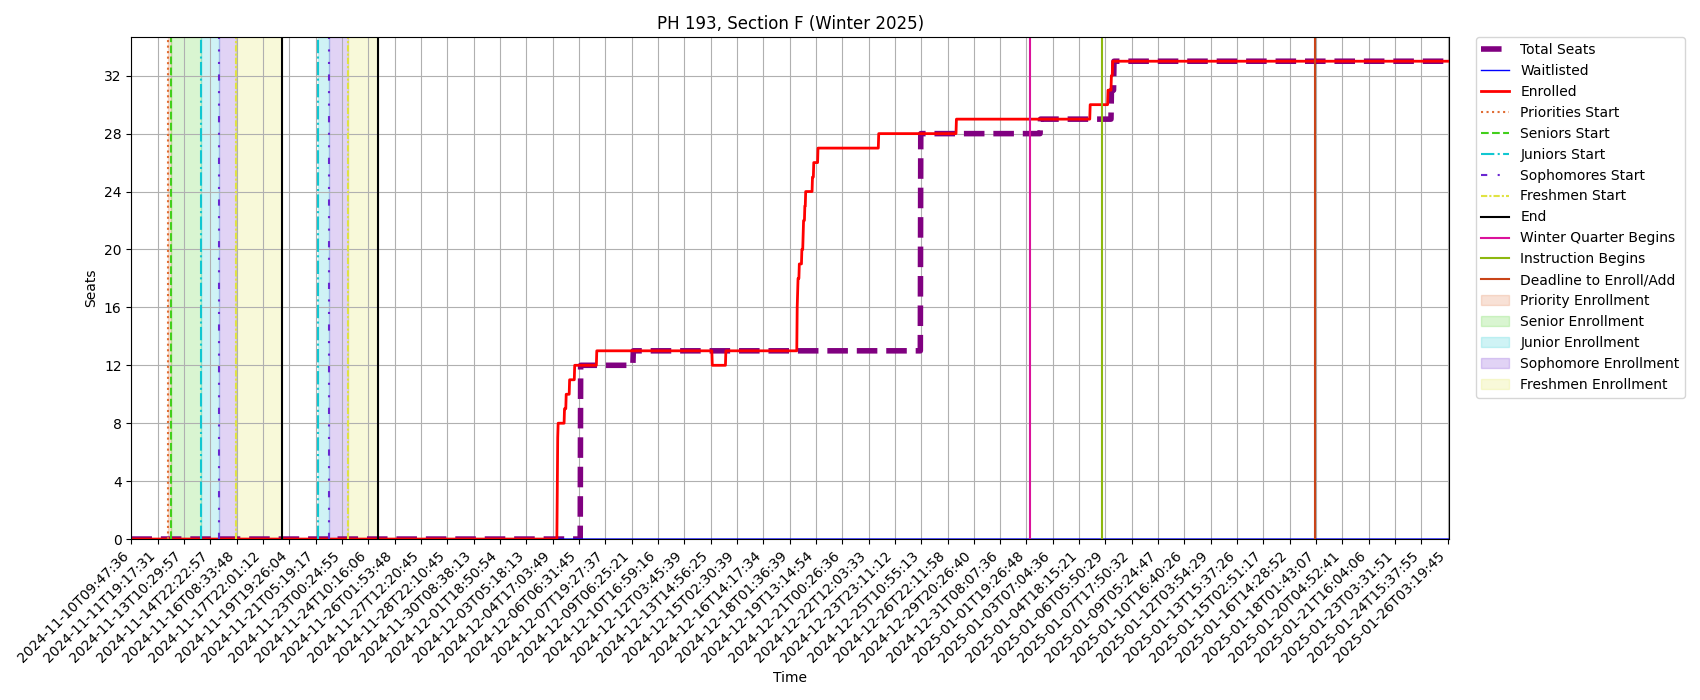 PH 193, Section F (Winter 2025)
Seats
32
28
24
20
16
12
8
4
0
2024-11-10T09:47:36
2024-11-11T19:17:31
2024-11-13T10:29:57
2024-11-14T22:22:57
2024-11-16T08:33:48
2024-11-17T22:01:12
2024-11-19T19:26:04
2024-11-21T05:19:17
2024-11-23T00:24:55
2024-11-24T10:16:06
2024-11-26T01:53:48
2024-11-27T12:20:45
2024-11-28T22:10:45
2024-11-30T08:38:13
2024-12-01T18:50:54
2024-12-03T05:18:13
2024-12-04T17:03:49
2024-12-06T06:31:45
2024-12-07T19:27:37
2024-12-09T06:25:21
2024-12-10T16:59:16
2024-12-12T03:45:39
2024-12-13T14:56:25
2024-12-15T02:30:39
2024-12-16T14:17:34
2024-12-18T01:36:39
2024-12-19T13:14:54
2024-12-21T00:26:36
2024-12-22T12:03:33
2024-12-23T23:11:12
2024-12-25T10:55:13
2024-12-26T22:11:58
2024-12-29T20:26:40
2024-12-31T08:07:36
2025-01-01T19:26:48
2025-01-03T07:04:36
2025-01-04T18:15:21
2025-01-06T05:50:29
2025-01-07T17:50:32
2025-01-09T05:24:47
2025-01-10T16:40:26
2025-01-12T03:54:29
2025-01-13T15:37:26
2025-01-15T02:51:17
2025-01-16T14:28:52
2025-01-18T01:43:07
2025-01-20T04:52:41
2025-01-21T16:04:06
2025-01-23T03:31:51
2025-01-24T15:37:55
2025-01-26T03:19:45
Time
Total Seats
Waitlisted
Enrolled
Priorities Start
Seniors Start
Juniors Start
Sophomores Start
Freshmen Start
End
Winter Quarter Begins
Instruction Begins
Deadline to Enroll/Add
Priority Enrollment
Senior Enrollment
Junior Enrollment
Sophomore Enrollment
Freshmen Enrollment